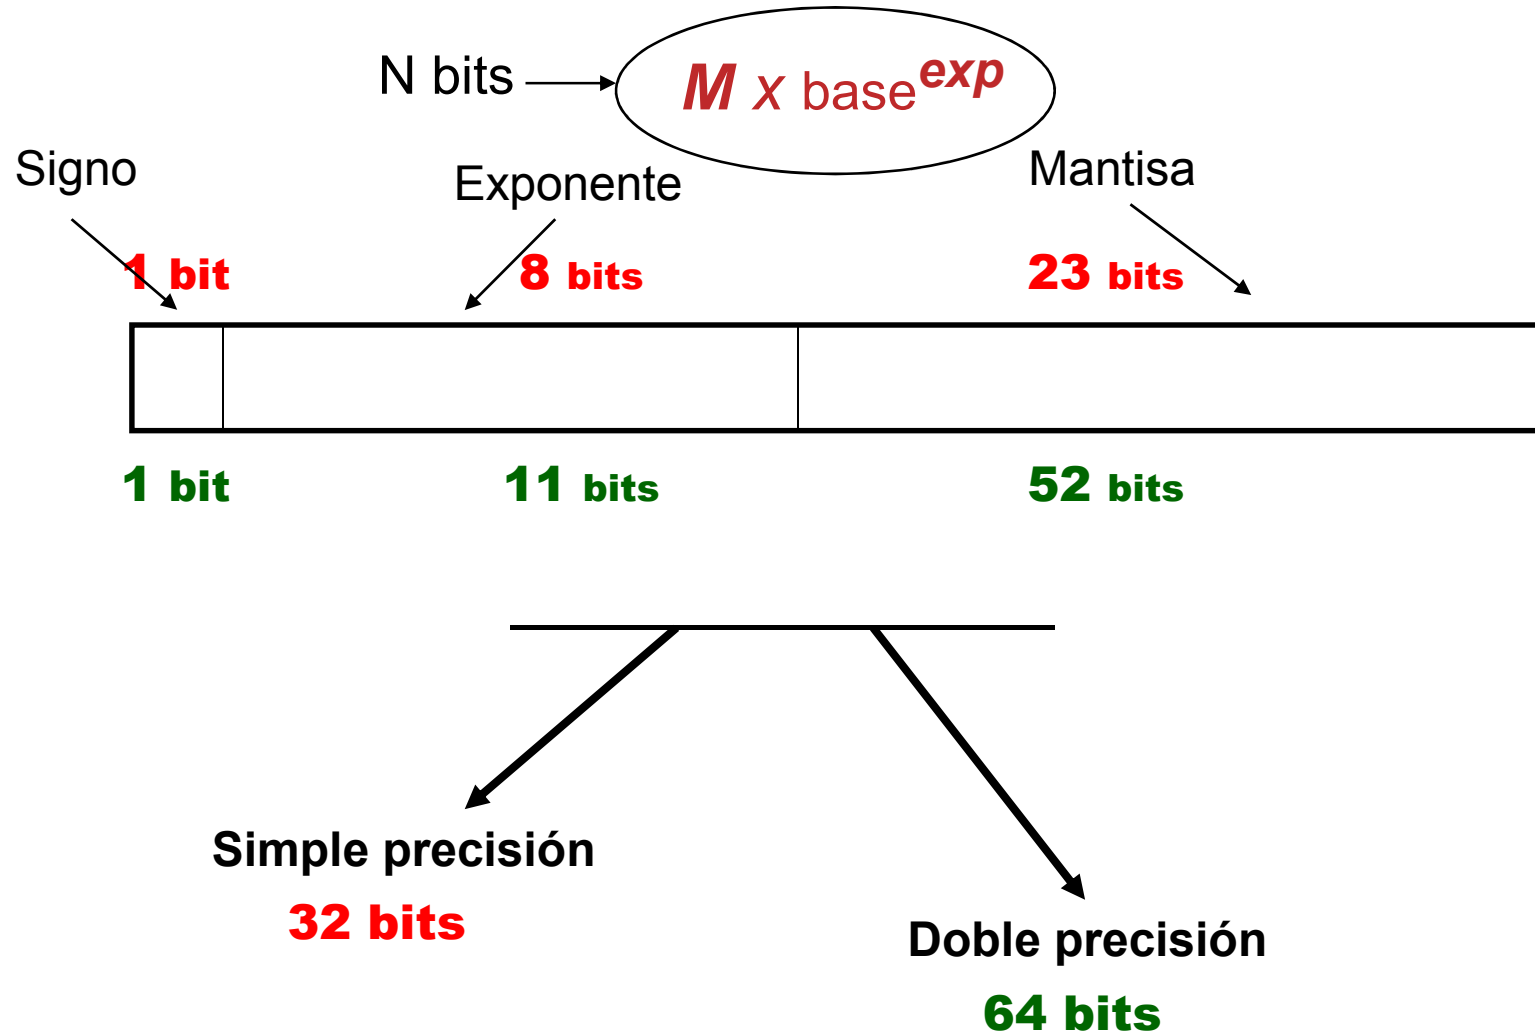 N bits
M x base^exp
Signo
Exponente
Mantisa
1 bit
8 bits
23 bits
1 bit
11 bits
52 bits
Simple precisión
32 bits
Doble precisión
64 bits